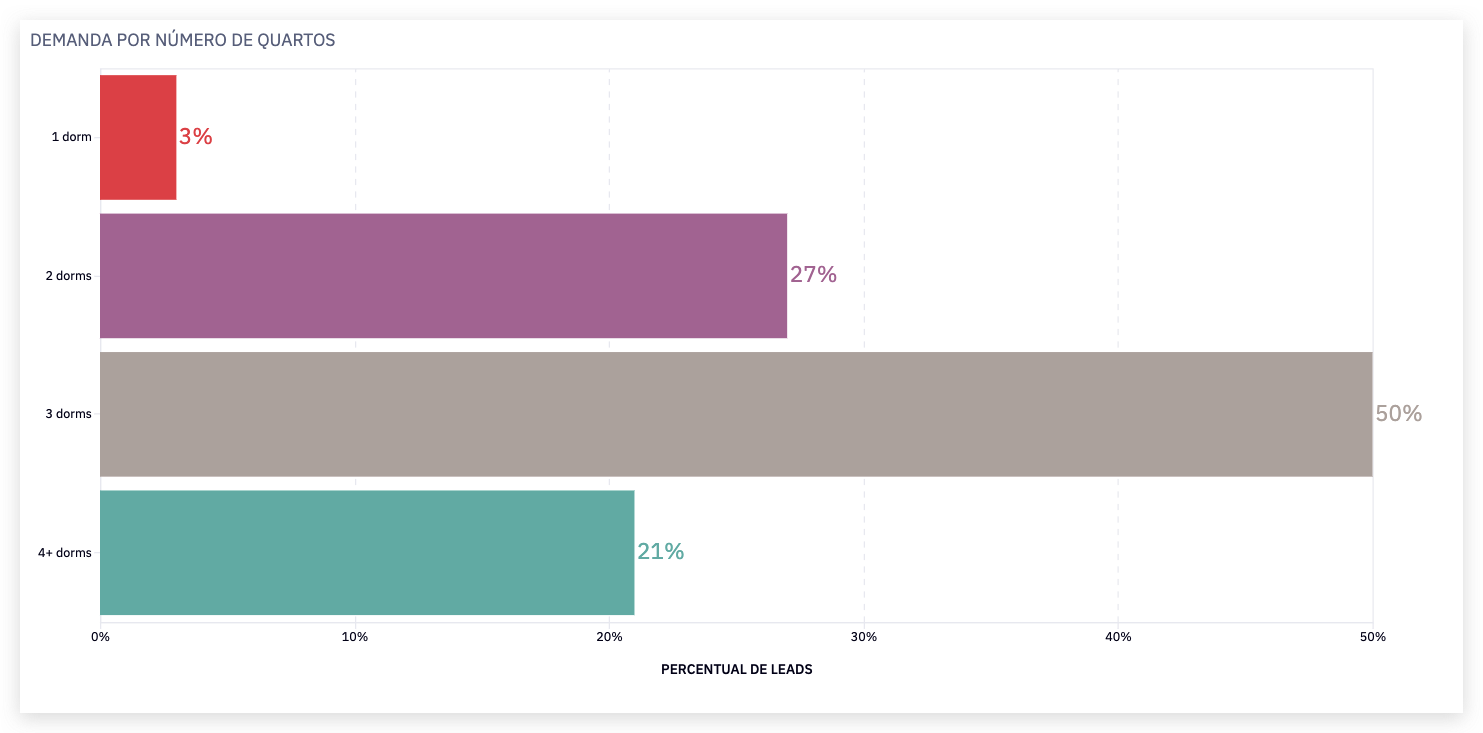 DEMANDA POR NÚMERO DE QUARTOS
1 dorm
3%
2 dorms
27%
3 dorms
50%
4+ dorms
21%
0%
10%
20%
30%
40%
50%
PERCENTUAL DE LEADS